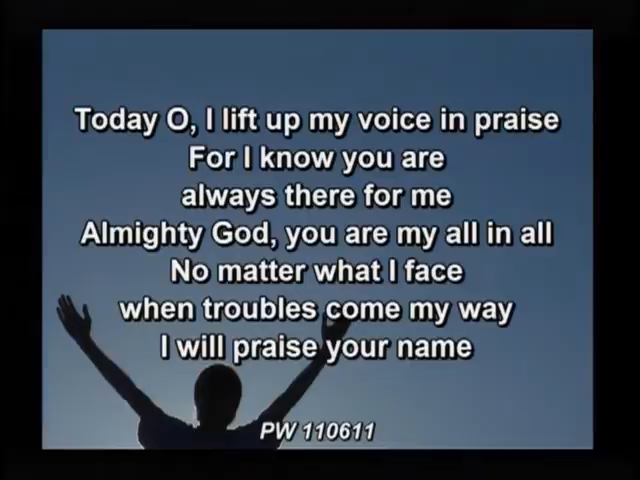 Today O, I lift up my voice in praise
For I know you are
always there for me
Almighty God, you are my all in all
No matter what I face
when troubles come my way
I will praise your name
PW 110611